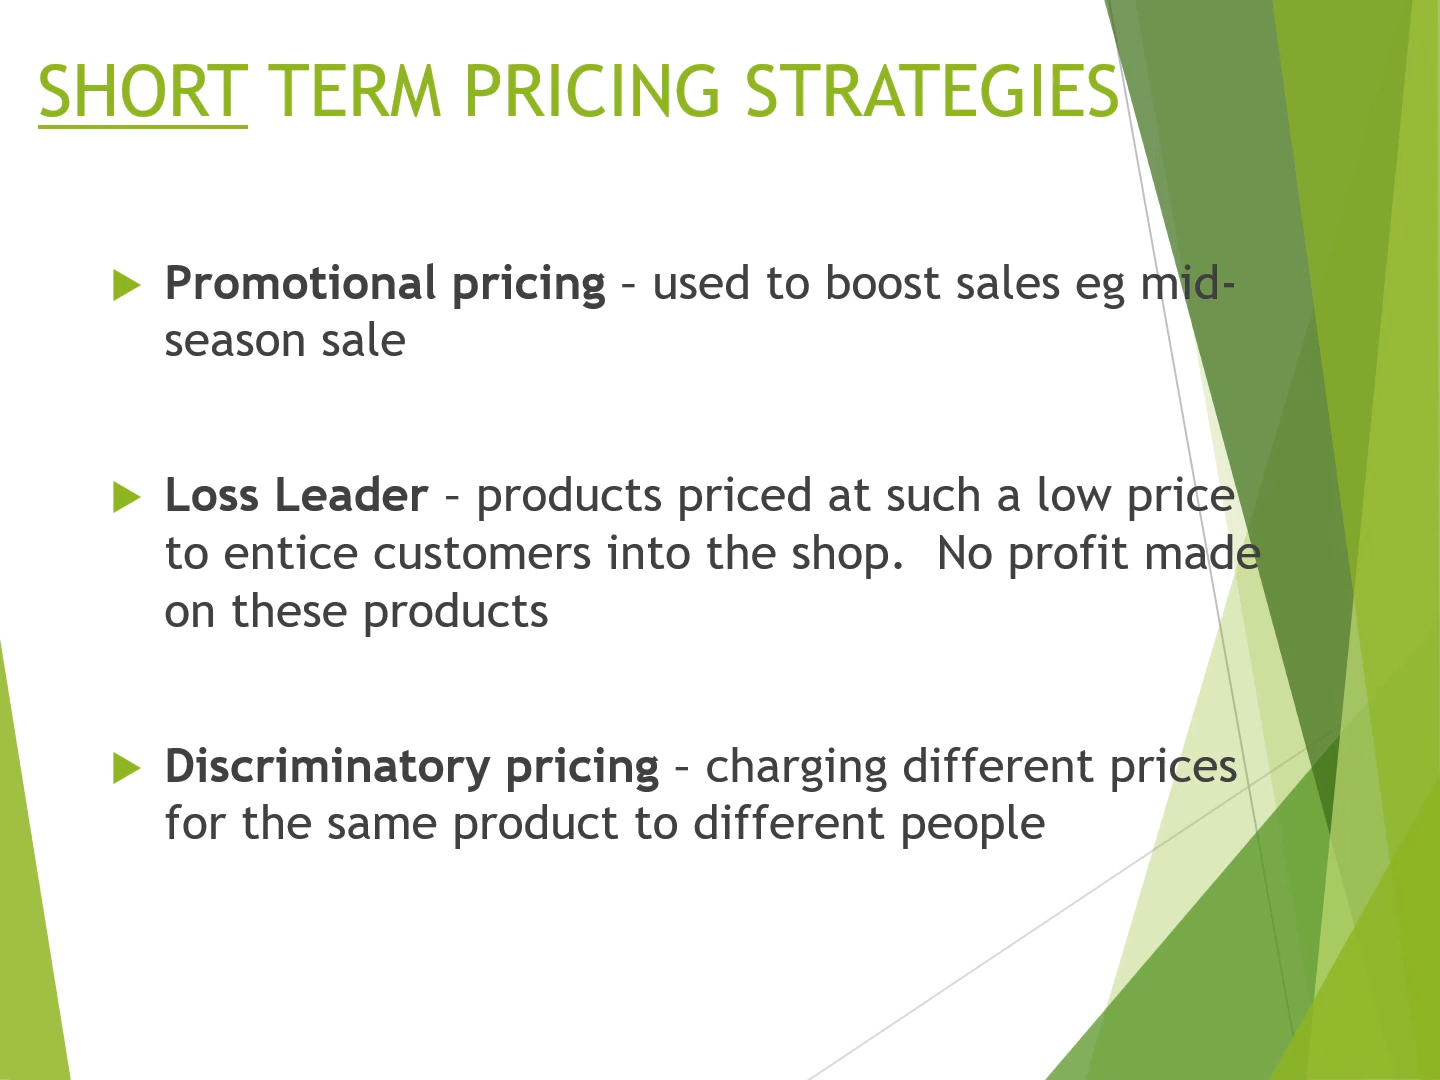 SHORT TERM PRICING STRATEGIES
Promotional pricing – used to boost sales eg mid-
season sale
Loss Leader – products priced at such a low price
to entice customers into the shop.  No profit made
on these products
Discriminatory pricing – charging different prices
for the same product to different people